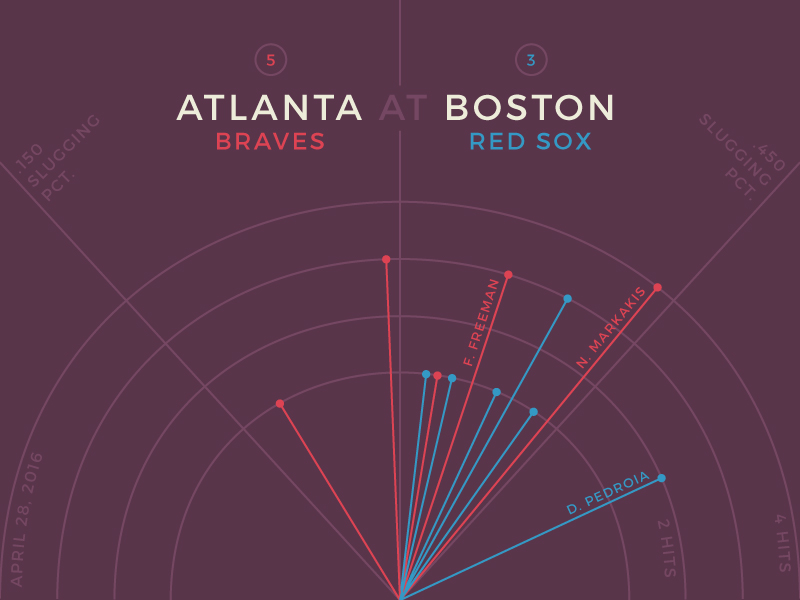 5
3
ATLANTA AT BOSTON
BRAVES
RED SOX
.150
SLUGGING
PCT.
.450
SLUGGING
PCT.
F. FREEMAN
N. MARKAKIS
D. PEDROIA
APRIL 28, 2016
2 HITS
4 HITS